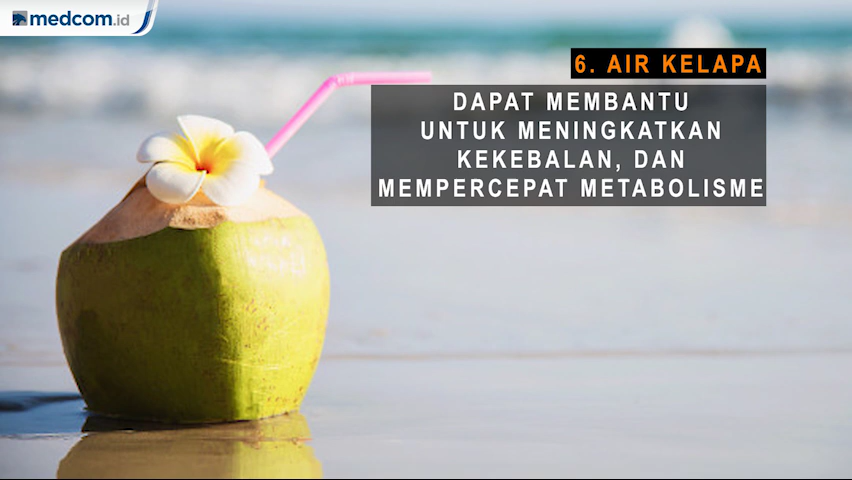 medcom.id
6. AIR KELAPA
DAPAT MEMBANTU
UNTUK MENINGKATKAN
KEKEBALAN, DAN
MEMPERCEPAT METABOLISME